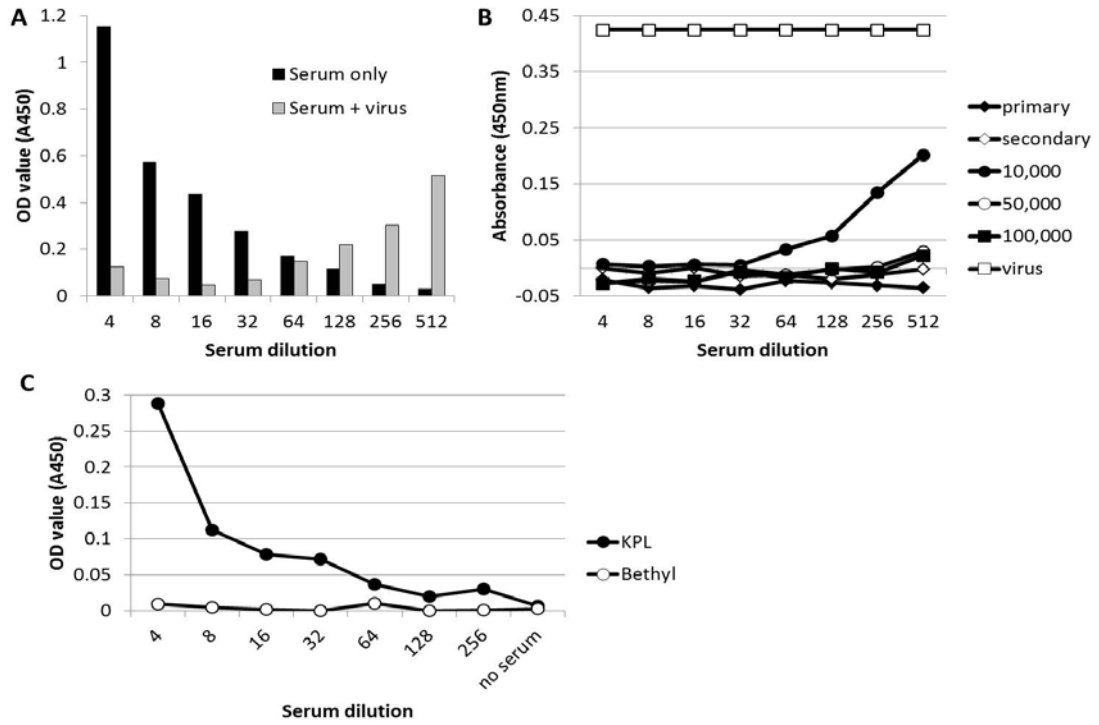 A
OD value (A450)
1.2
1
0.8
0.6
0.4
0.2
0
Serum only
Serum + virus
4 8 16 32 64 128 256 512
Serum dilution
B
Absorbance (450nm)
0.45
0.35
0.25
0.15
0.05
-0.05
4 8 16 32 64 128 256 512
Serum dilution
primary
secondary
10,000
50,000
100,000
virus
C
OD value (A450)
0.3
0.25
0.2
0.15
0.1
0.05
0
4 8 16 32 64 128 256 no serum
Serum dilution
KPL
Bethyl